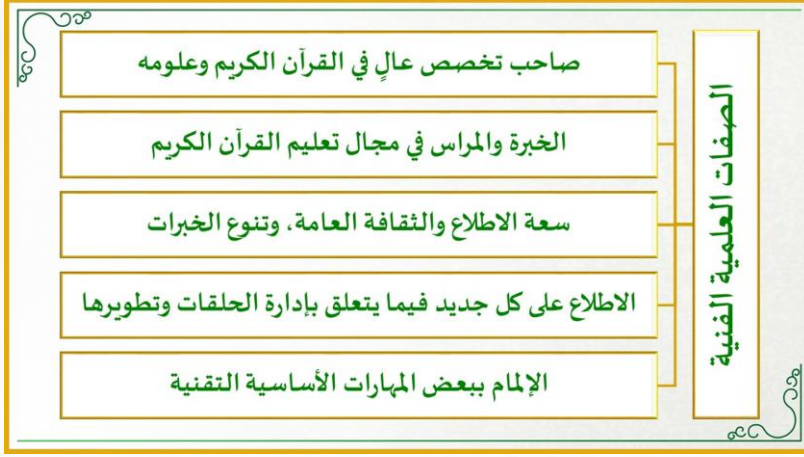 الصفات العلمية الفنية
صاحب تخصص عالٍ في القرآن الكريم وعلومه
الخبرة والمراس في مجال تعليم القرآن الكريم
سعة الاطلاع والثقافة العامة، وتنوع الخبرات
الاطلاع على كل جديد فيما يتعلق بإدارة الحلقات وتطويرها
الإلمام ببعض المهارات الأساسية التقنية